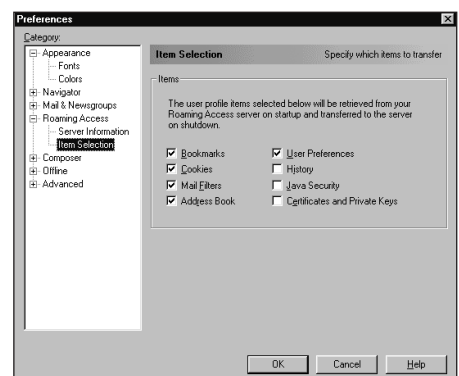 Preferences
Category:
Appearance
Fonts
Colors
Navigator
Mail & Newsgroups
Roaming Access
Server Information
Item Selection
Composer
Offline
Advanced
Item Selection Specify which items to transfer
Items
The user profile items selected below will be retrieved from your
Roaming Access server on startup and transferred to the server
on shutdown.
Bookmarks User Preferences
Cookies History
Mail Filters Java Security
Address Book Certificates and Private Keys
OK Cancel Help